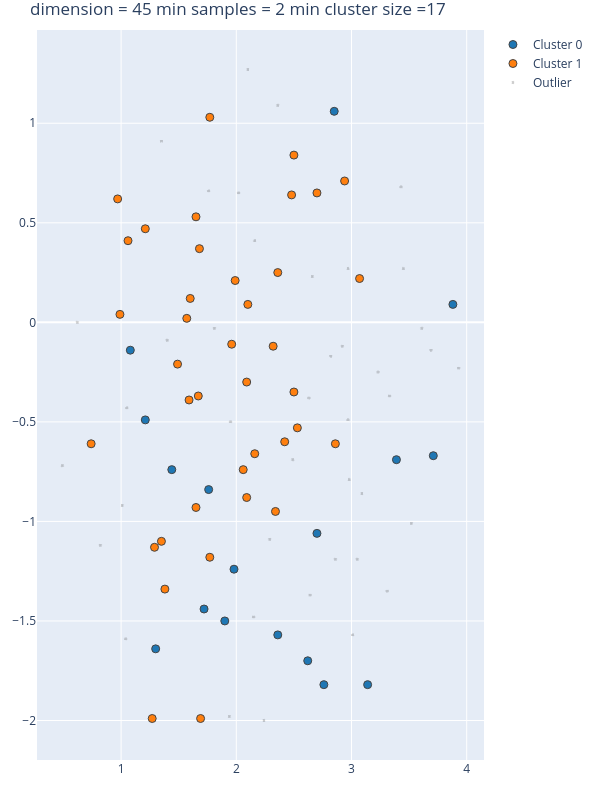 dimension = 45 min samples = 2 min cluster size =17
Cluster 0
Cluster 1
Outlier
1
0.5
0
−0.5
−1
−1.5
−2
1 2 3 4